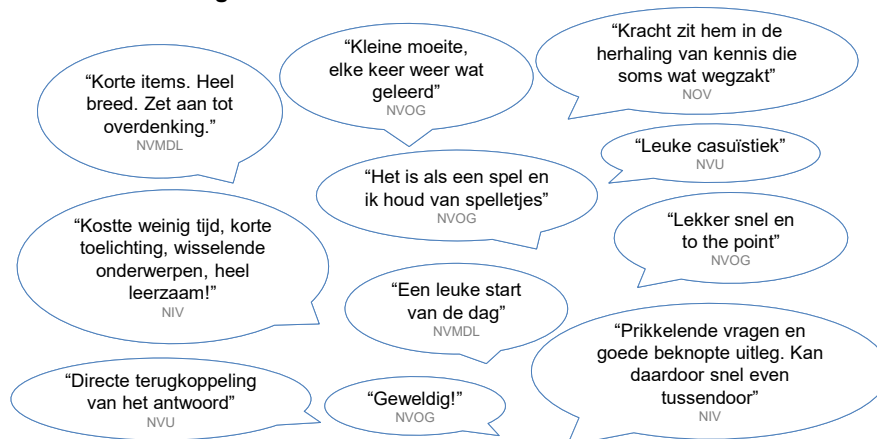 “Korte items. Heel
breed. Zet aan tot
overdenking.”
NVMDL
“Kleine moeite,
elke keer weer wat
geleerd”
NVOG
“Kracht zit hem in de
herhaling van kennis die
soms wat wegzakt”
NOV
“Leuke casuïstiek”
NVU
“Het is als een spel en
ik houd van spelletjes”
NVOG
“Kostte weinig tijd, korte
toelichting, wisselende
onderwerpen, heel
leerzaam!”
NIV
“Lekker snel en
to the point”
NVOG
“Een leuke start
van de dag”
NVMDL
“Prikkelende vragen en
goede beknopte uitleg. Kan
daardoor snel even
tussendoor”
NIV
“Directe terugkoppeling
van het antwoord”
NVU
“Geweldig!”
NVOG